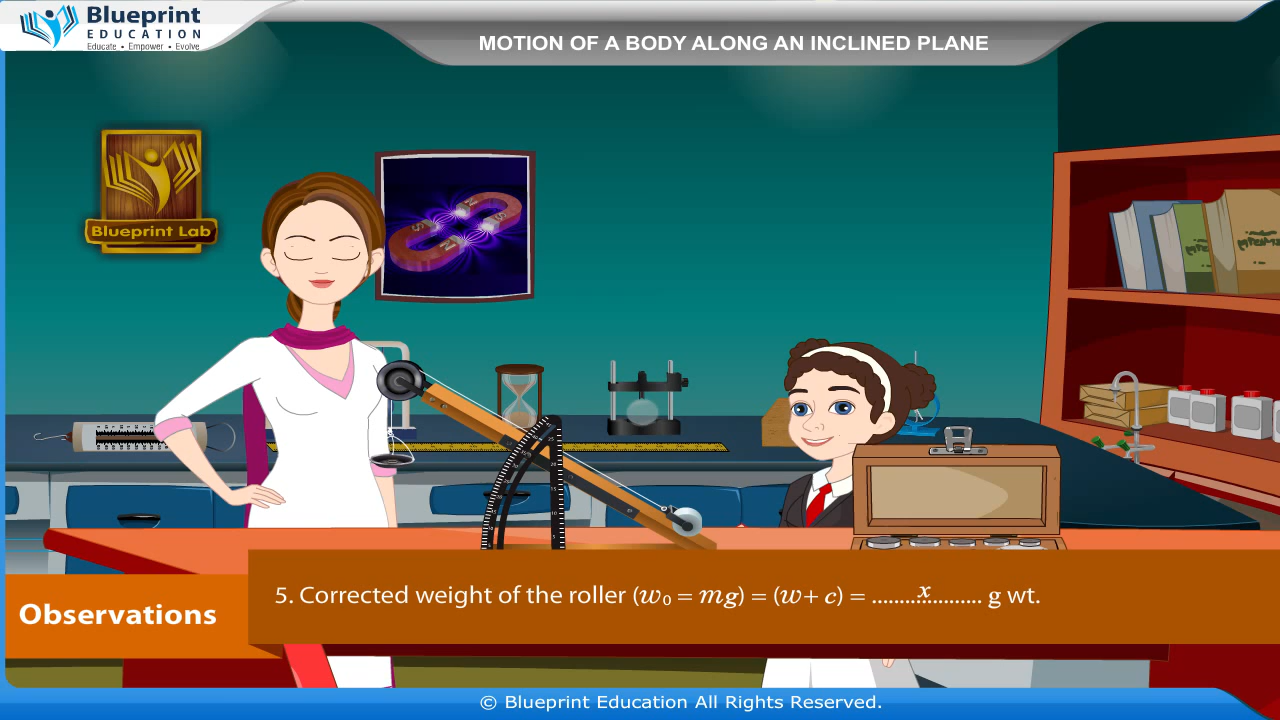 Blueprint
EDUCATION
Educate • Empower • Evolve
MOTION OF A BODY ALONG AN INCLINED PLANE
Blueprint Lab
S
N
N
S
Observations
5. Corrected weight of the roller (w₀ = mg) = (w + c) = ........x.......... g wt.
© Blueprint Education All Rights Reserved.